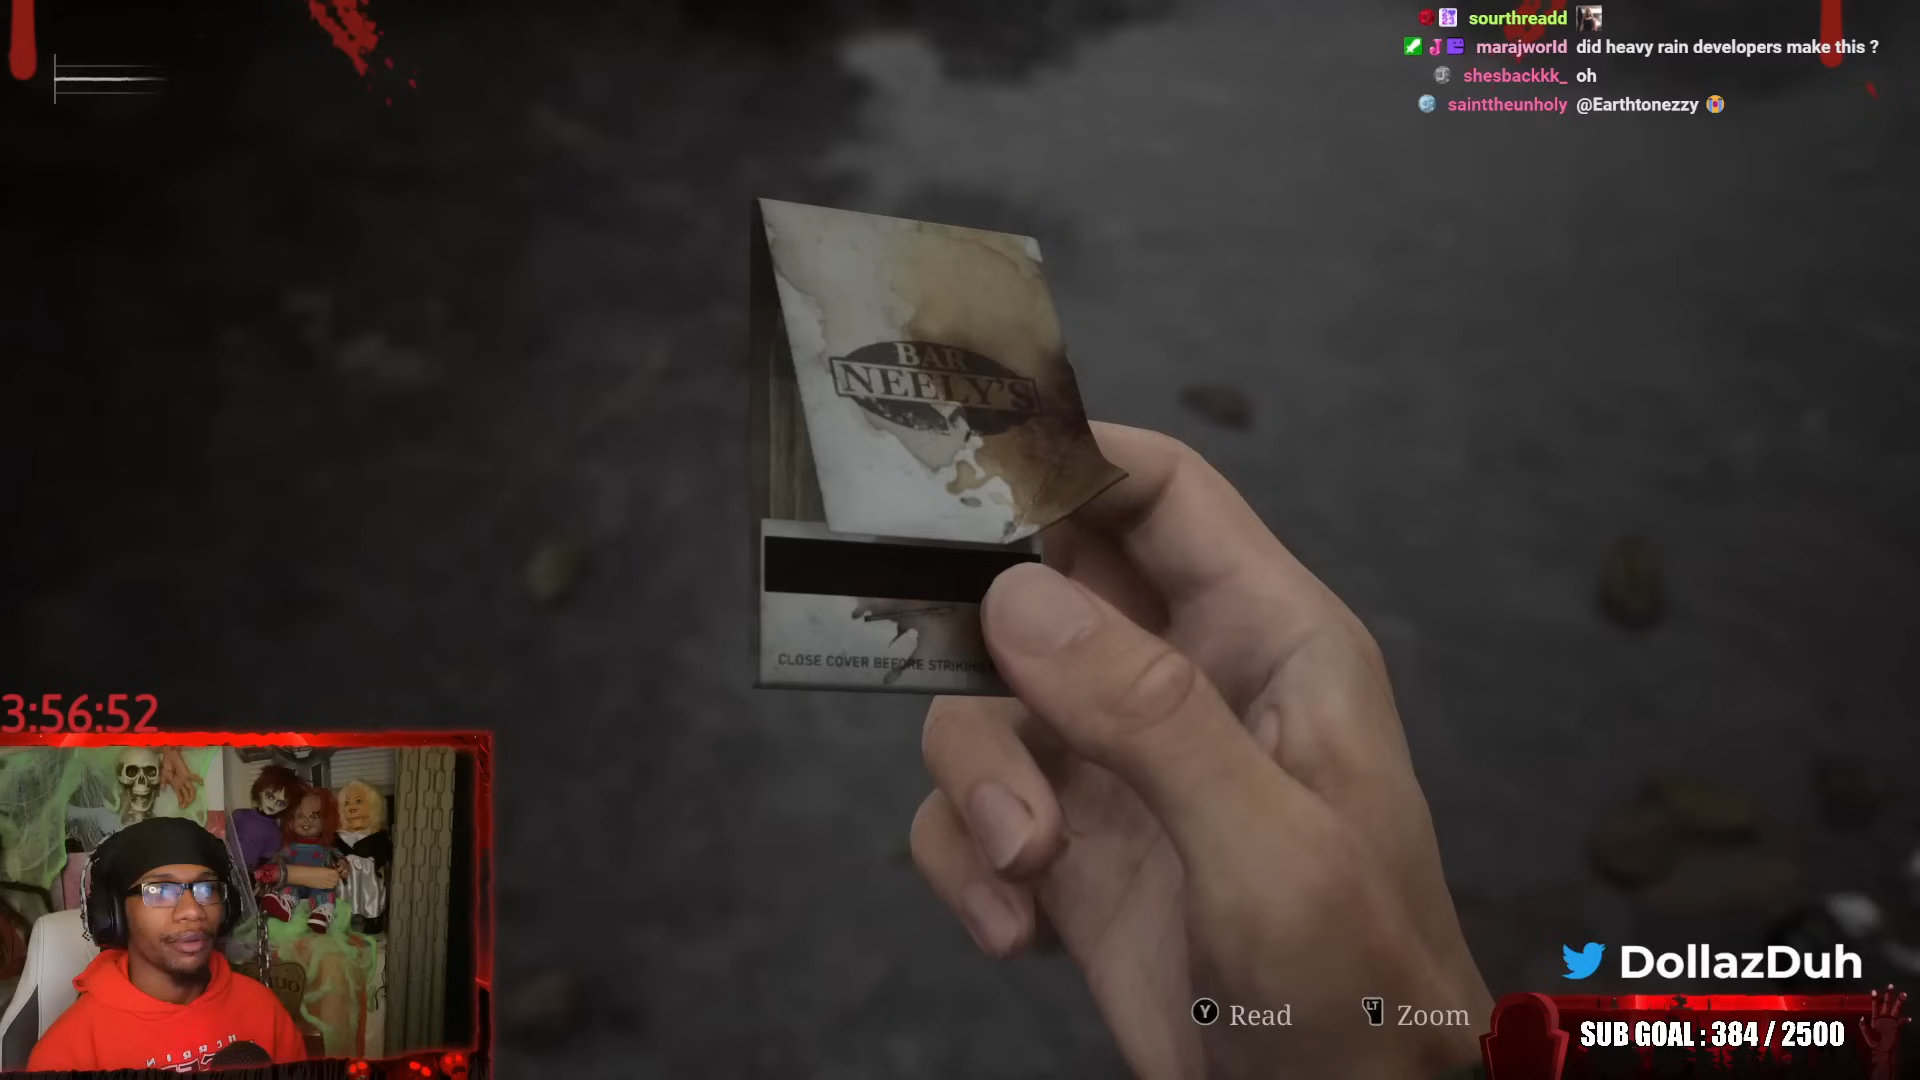 sourthreadd
marajworld did heavy rain developers make this ?
shesbackkk_ oh
sainttheunholy @Earthtonezzy
BAR
NEELY'S
CLOSE COVER BEFORE
3:56:52
DollazDuh
Y Read LT Zoom
SUB GOAL : 384 / 2500